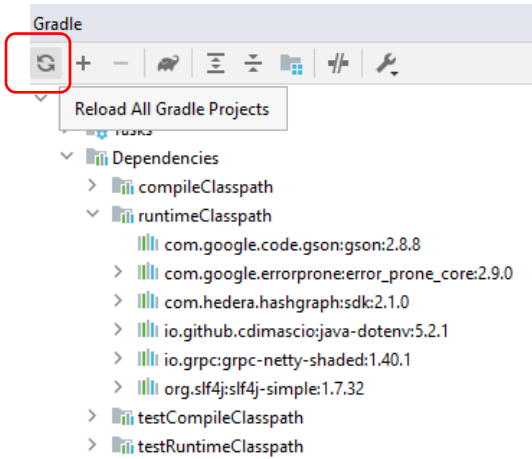 Gradle
Reload All Gradle Projects
Tasks
Dependencies
compileClasspath
runtimeClasspath
com.google.code.gson:gson:2.8.8
com.google.errorprone:error_prone_core:2.9.0
com.hedera.hashgraph:sdk:2.1.0
io.github.cdimascio:java-dotenv:5.2.1
io.grpc:grpc-netty-shaded:1.40.1
org.slf4j:slf4j-simple:1.7.32
testCompileClasspath
testRuntimeClasspath